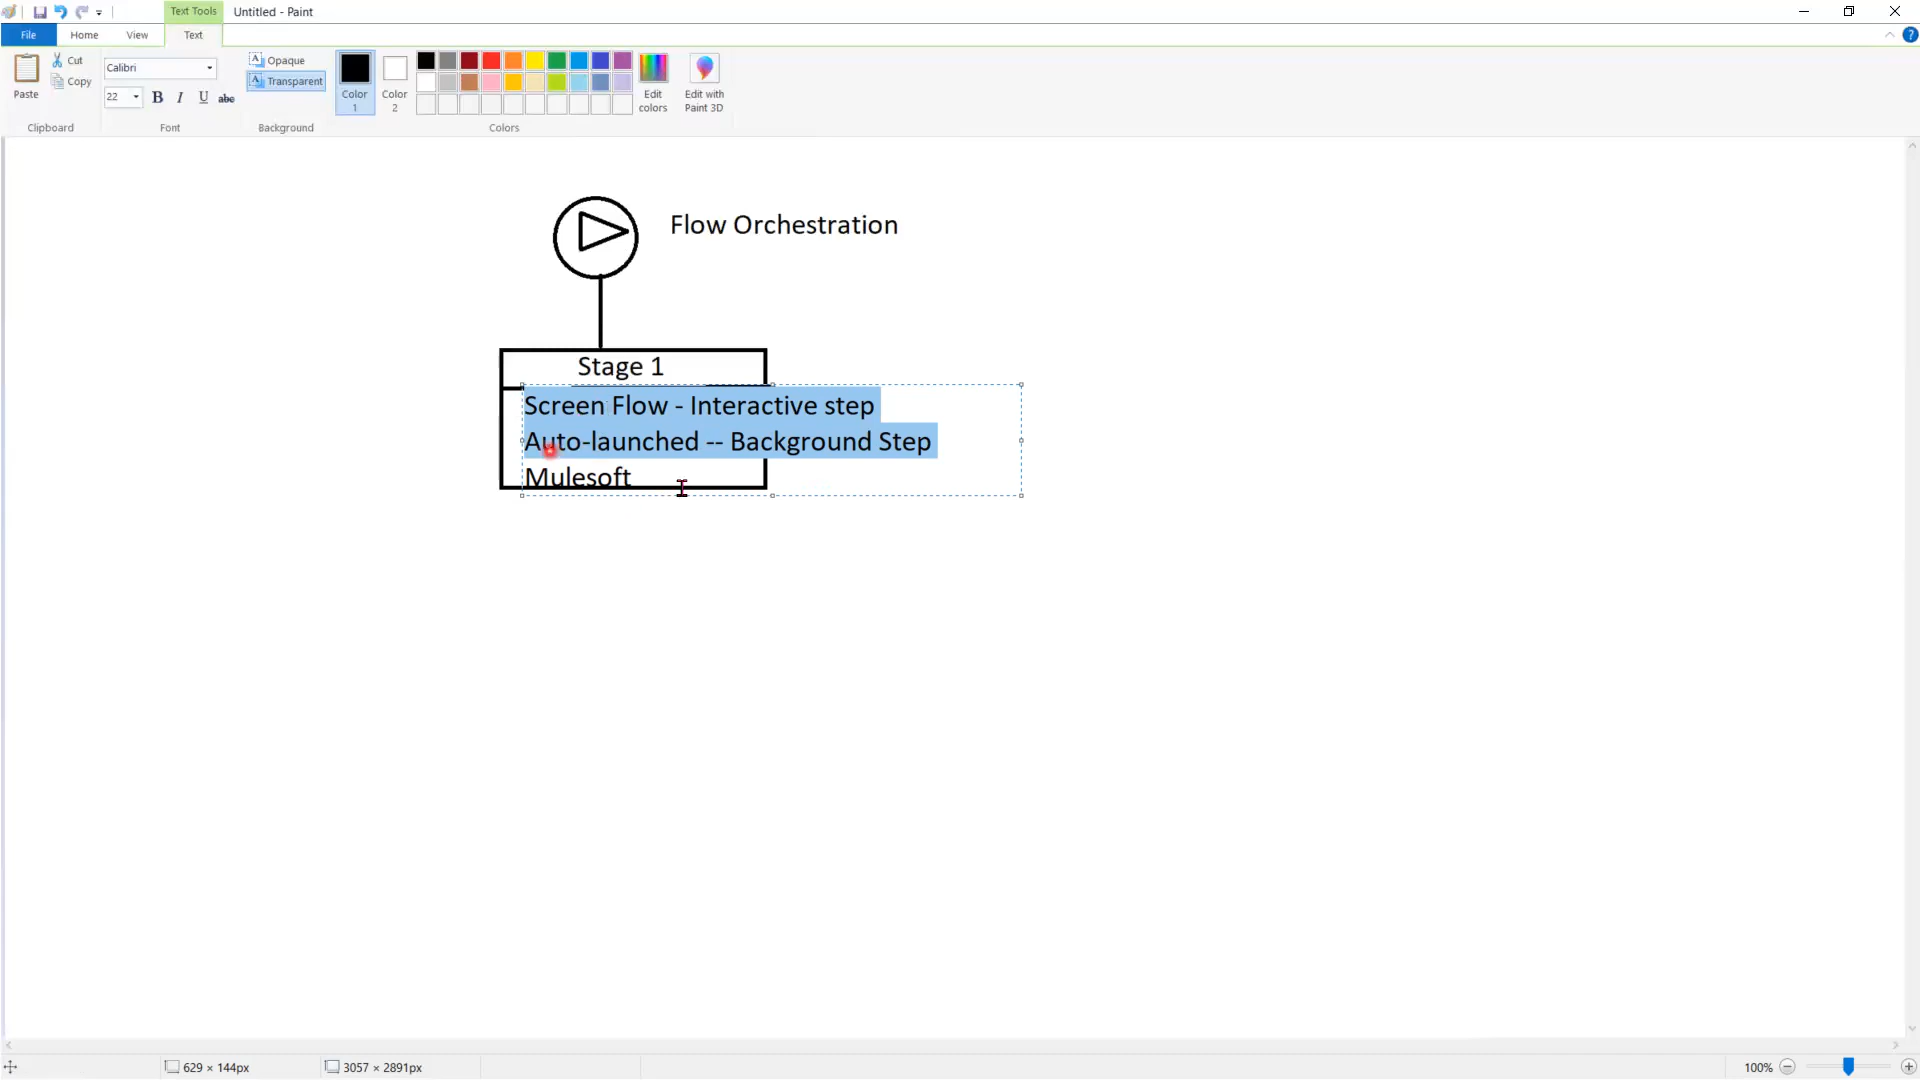 Text Tools
Untitled - Paint
File
Home
View
Text
Paste
Cut
Copy
Clipboard
Calibri
22
B
I
U
abc
Font
Opaque
Transparent
Background
Color
1
Color
2
Colors
Edit
colors
Edit with
Paint 3D
Flow Orchestration
Stage 1
Screen Flow - Interactive step
Auto-launched -- Background Step
Mulesoft
629 × 144px
3057 × 2891px
100%